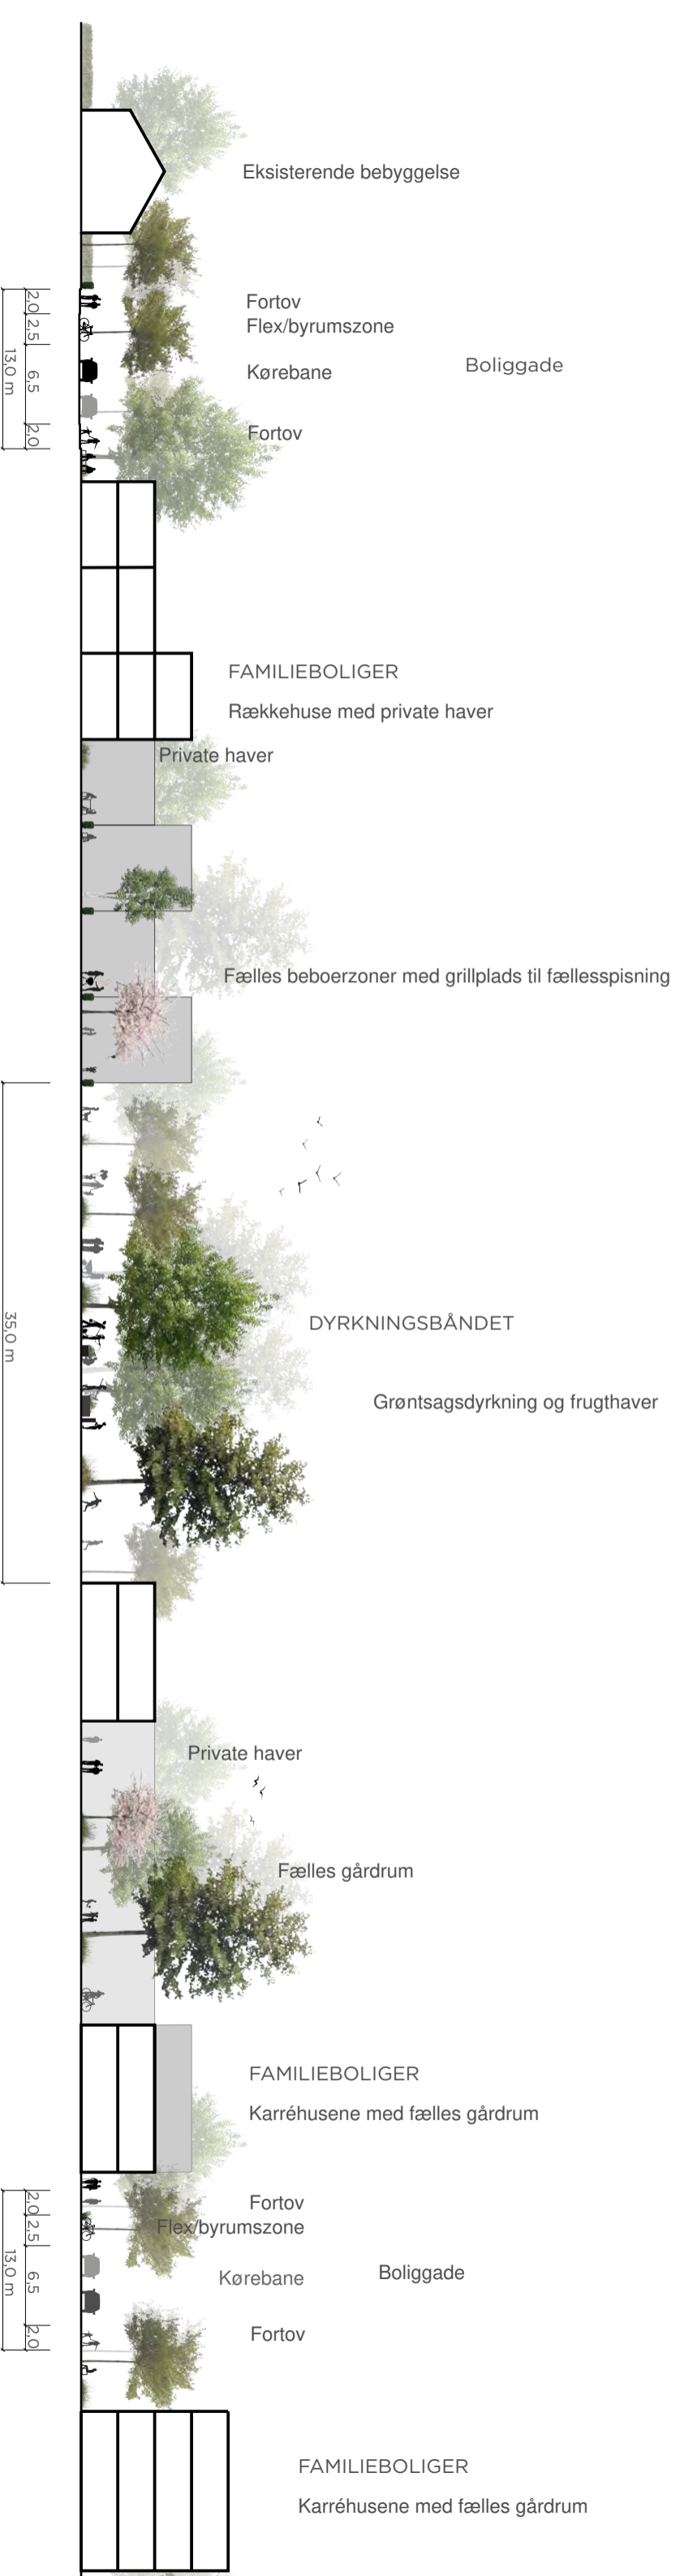 Eksisterende bebyggelse
2,0
2,5
6,5
2,0
13,0 m
Fortov
Flex/byrumszone
Kørebane
Boliggade
Fortov
FAMILIEBOLIGER
Rækkehuse med private haver
Private haver
Fælles beboerzoner med grillplads til fællesspisning
35,0 m
DYRKNINGSBÅNDET
Grøntsagsdyrkning og frugthaver
Private haver
Fælles gårdrum
FAMILIEBOLIGER
Karréhusene med fælles gårdrum
2,0
2,5
6,5
2,0
13,0 m
Fortov
Flex/byrumszone
Kørebane
Boliggade
Fortov
FAMILIEBOLIGER
Karréhusene med fælles gårdrum